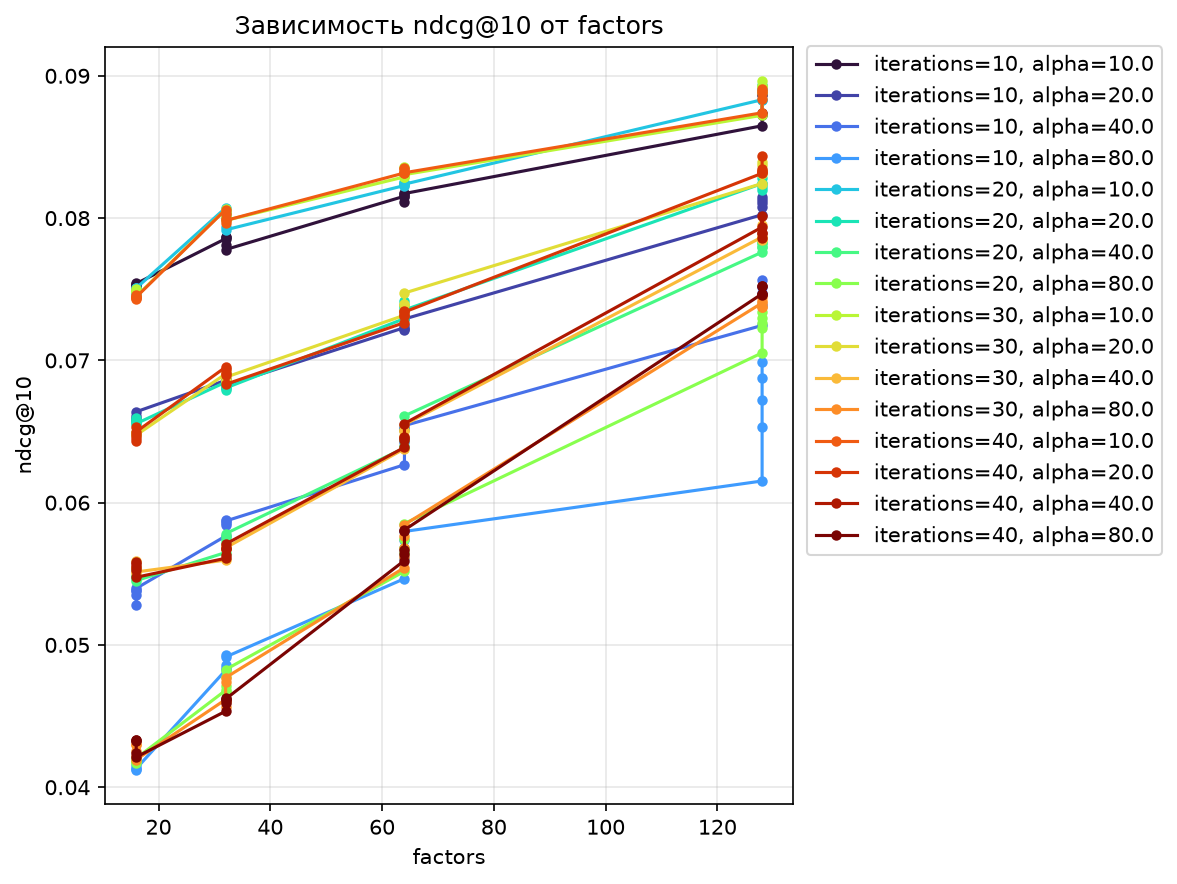 Зависимость ndcg@10 от factors
0.09
0.08
0.07
0.06
0.05
0.04
ndcg@10
20
40
60
80
100
120
factors
iterations=10, alpha=10.0
iterations=10, alpha=20.0
iterations=10, alpha=40.0
iterations=10, alpha=80.0
iterations=20, alpha=10.0
iterations=20, alpha=20.0
iterations=20, alpha=40.0
iterations=20, alpha=80.0
iterations=30, alpha=10.0
iterations=30, alpha=20.0
iterations=30, alpha=40.0
iterations=30, alpha=80.0
iterations=40, alpha=10.0
iterations=40, alpha=20.0
iterations=40, alpha=40.0
iterations=40, alpha=80.0